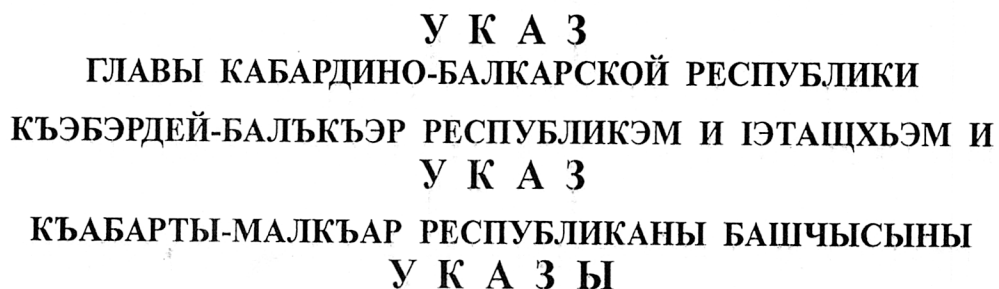 У К А З
ГЛАВЫ КАБАРДИНО-БАЛКАРСКОЙ РЕСПУБЛИКИ
КЪЭБЭРДЕЙ-БАЛЪКЪЭР РЕСПУБЛИКЭМ И IЭТАЩХЬЭМ И
У К А З
КЪАБАРТЫ-МАЛКЪАР РЕСПУБЛИКАНЫ БАШЧЫСЫНЫ
У К А З Ы